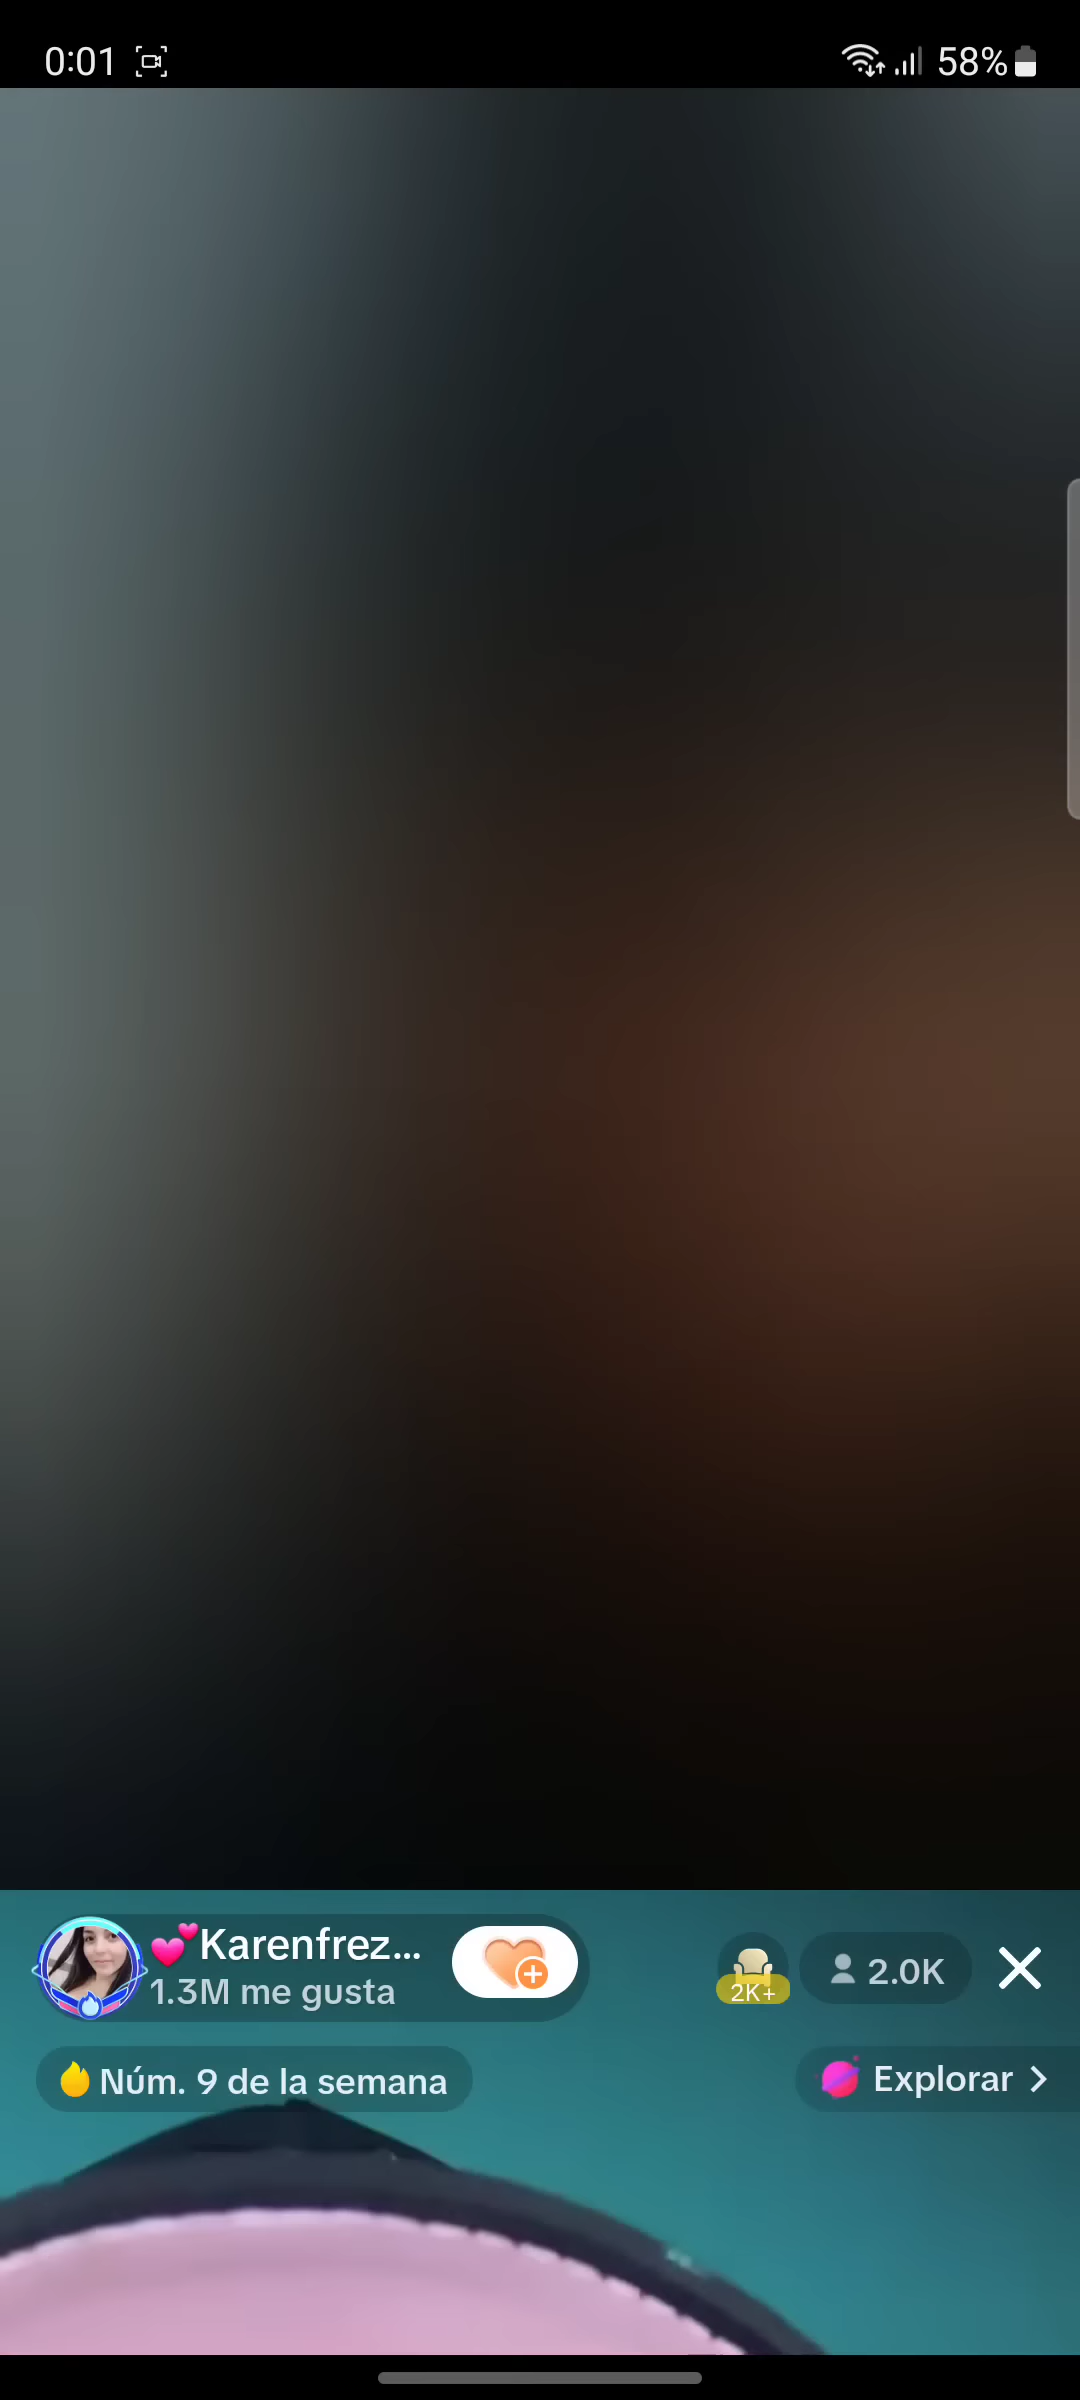 0:01 58%
💕Karenfrez...
1.3M me gusta
2K+
2.0K
Núm. 9 de la semana
Explorar >